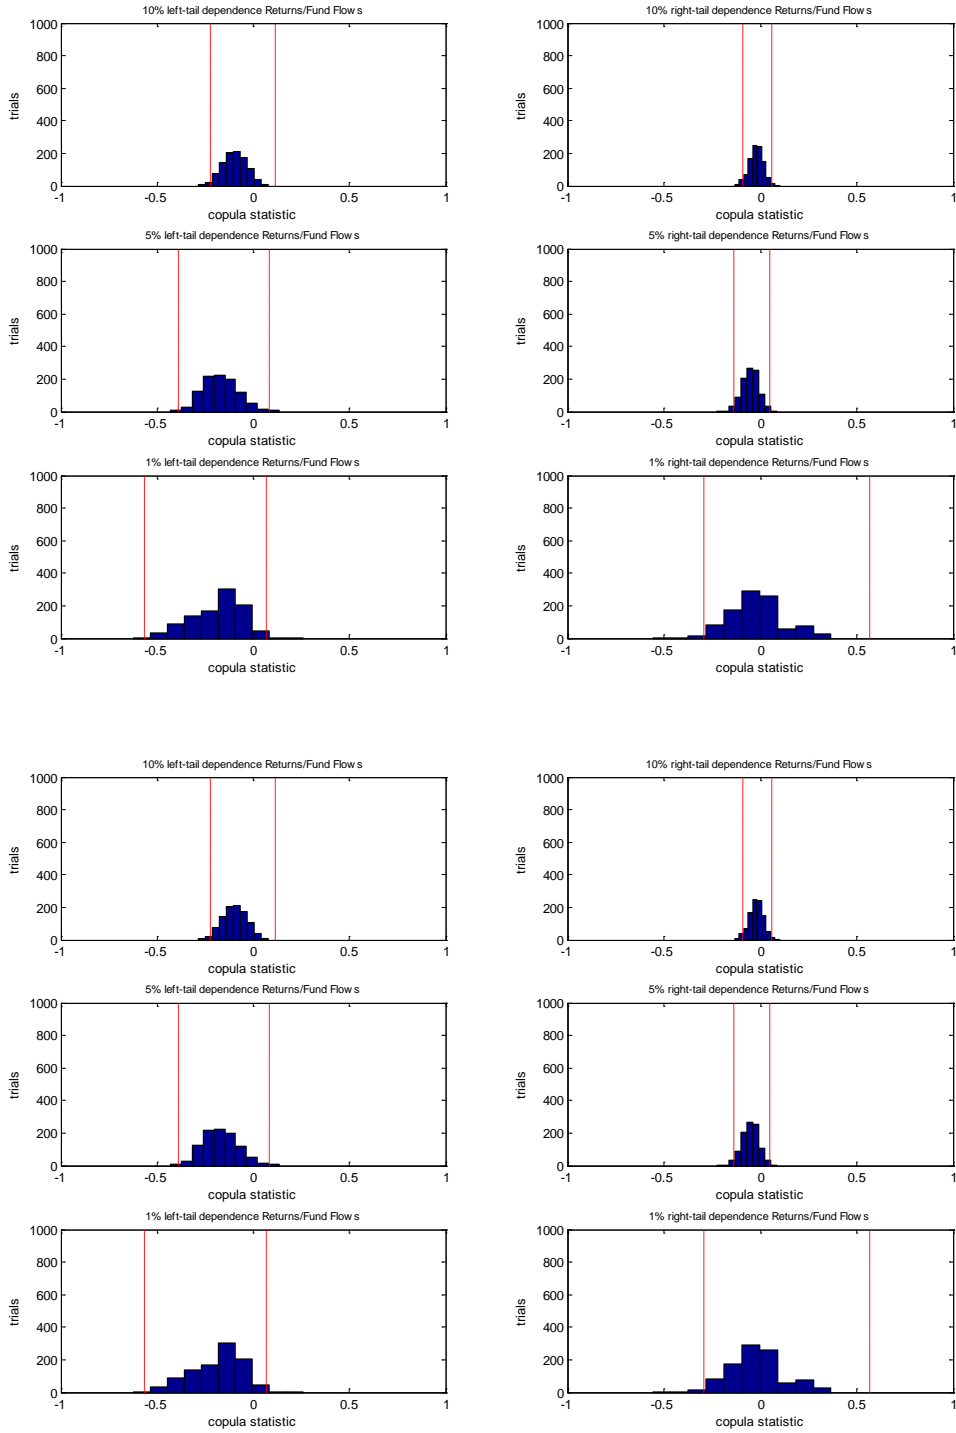 10% left-tail dependence Returns/Fund Flows
1000
800
600
400
200
0
trials
-1 -0.5 0 0.5 1
copula statistic
10% right-tail dependence Returns/Fund Flows
1000
800
600
400
200
0
trials
-1 -0.5 0 0.5 1
copula statistic
5% left-tail dependence Returns/Fund Flows
1000
800
600
400
200
0
trials
-1 -0.5 0 0.5 1
copula statistic
5% right-tail dependence Returns/Fund Flows
1000
800
600
400
200
0
trials
-1 -0.5 0 0.5 1
copula statistic
1% left-tail dependence Returns/Fund Flows
1000
800
600
400
200
0
trials
-1 -0.5 0 0.5 1
copula statistic
1% right-tail dependence Returns/Fund Flows
1000
800
600
400
200
0
trials
-1 -0.5 0 0.5 1
copula statistic
10% left-tail dependence Returns/Fund Flows
1000
800
600
400
200
0
trials
-1 -0.5 0 0.5 1
copula statistic
10% right-tail dependence Returns/Fund Flows
1000
800
600
400
200
0
trials
-1 -0.5 0 0.5 1
copula statistic
5% left-tail dependence Returns/Fund Flows
1000
800
600
400
200
0
trials
-1 -0.5 0 0.5 1
copula statistic
5% right-tail dependence Returns/Fund Flows
1000
800
600
400
200
0
trials
-1 -0.5 0 0.5 1
copula statistic
1% left-tail dependence Returns/Fund Flows
1000
800
600
400
200
0
trials
-1 -0.5 0 0.5 1
copula statistic
1% right-tail dependence Returns/Fund Flows
1000
800
600
400
200
0
trials
-1 -0.5 0 0.5 1
copula statistic